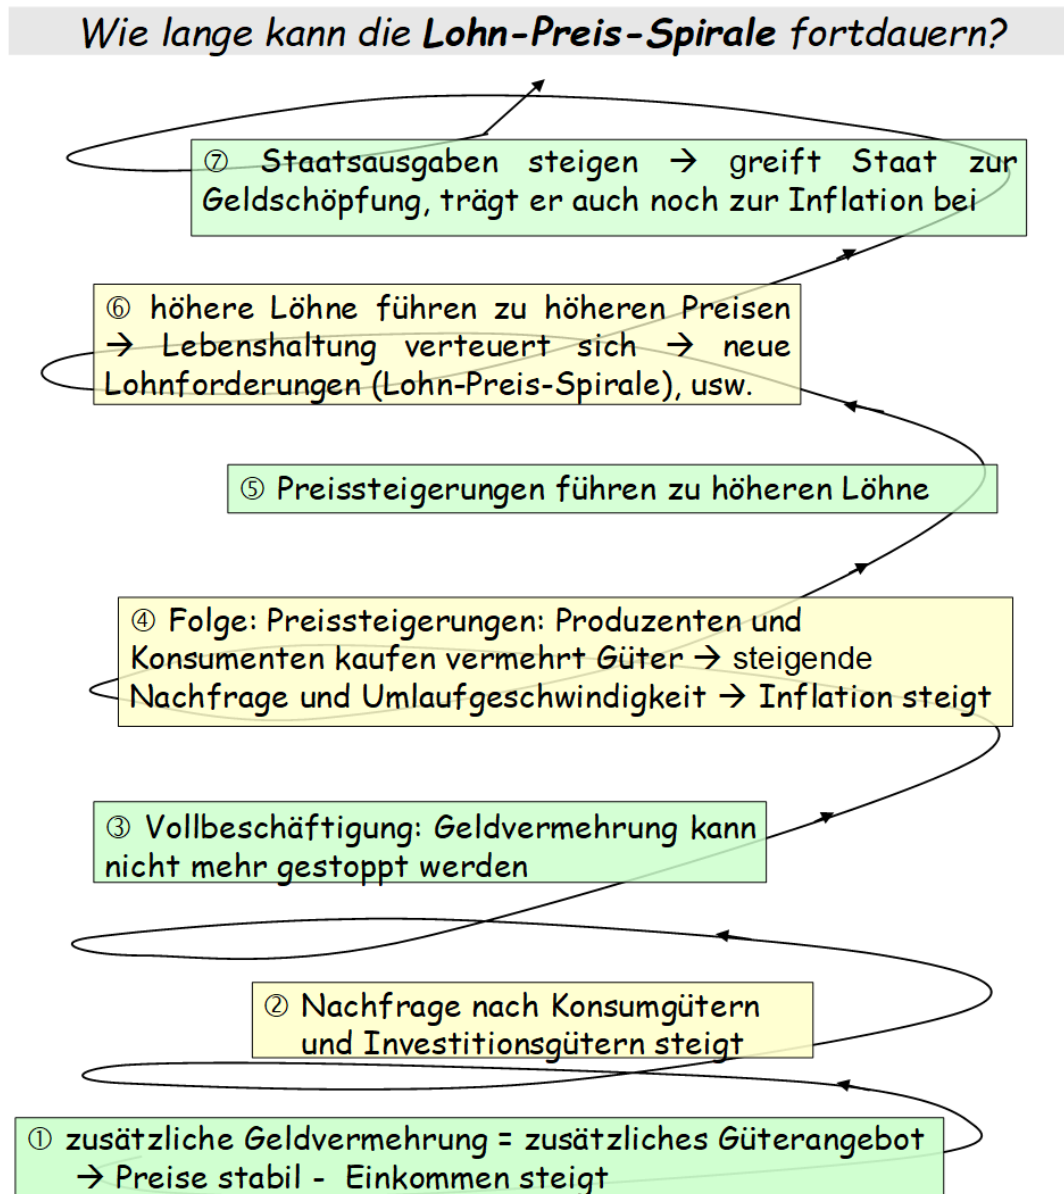 Wie lange kann die Lohn-Preis-Spirale fortdauern?
⑦ Staatsausgaben steigen → greift Staat zur
Geldschöpfung, trägt er auch noch zur Inflation bei
⑥ höhere Löhne führen zu höheren Preisen
→ Lebenshaltung verteuert sich → neue
Lohnforderungen (Lohn-Preis-Spirale), usw.
⑤ Preissteigerungen führen zu höheren Löhne
④ Folge: Preissteigerungen: Produzenten und
Konsumenten kaufen vermehrt Güter → steigende
Nachfrage und Umlaufgeschwindigkeit → Inflation steigt
③ Vollbeschäftigung: Geldvermehrung kann
nicht mehr gestoppt werden
② Nachfrage nach Konsumgütern
und Investitionsgütern steigt
① zusätzliche Geldvermehrung = zusätzliches Güterangebot
→ Preise stabil - Einkommen steigt